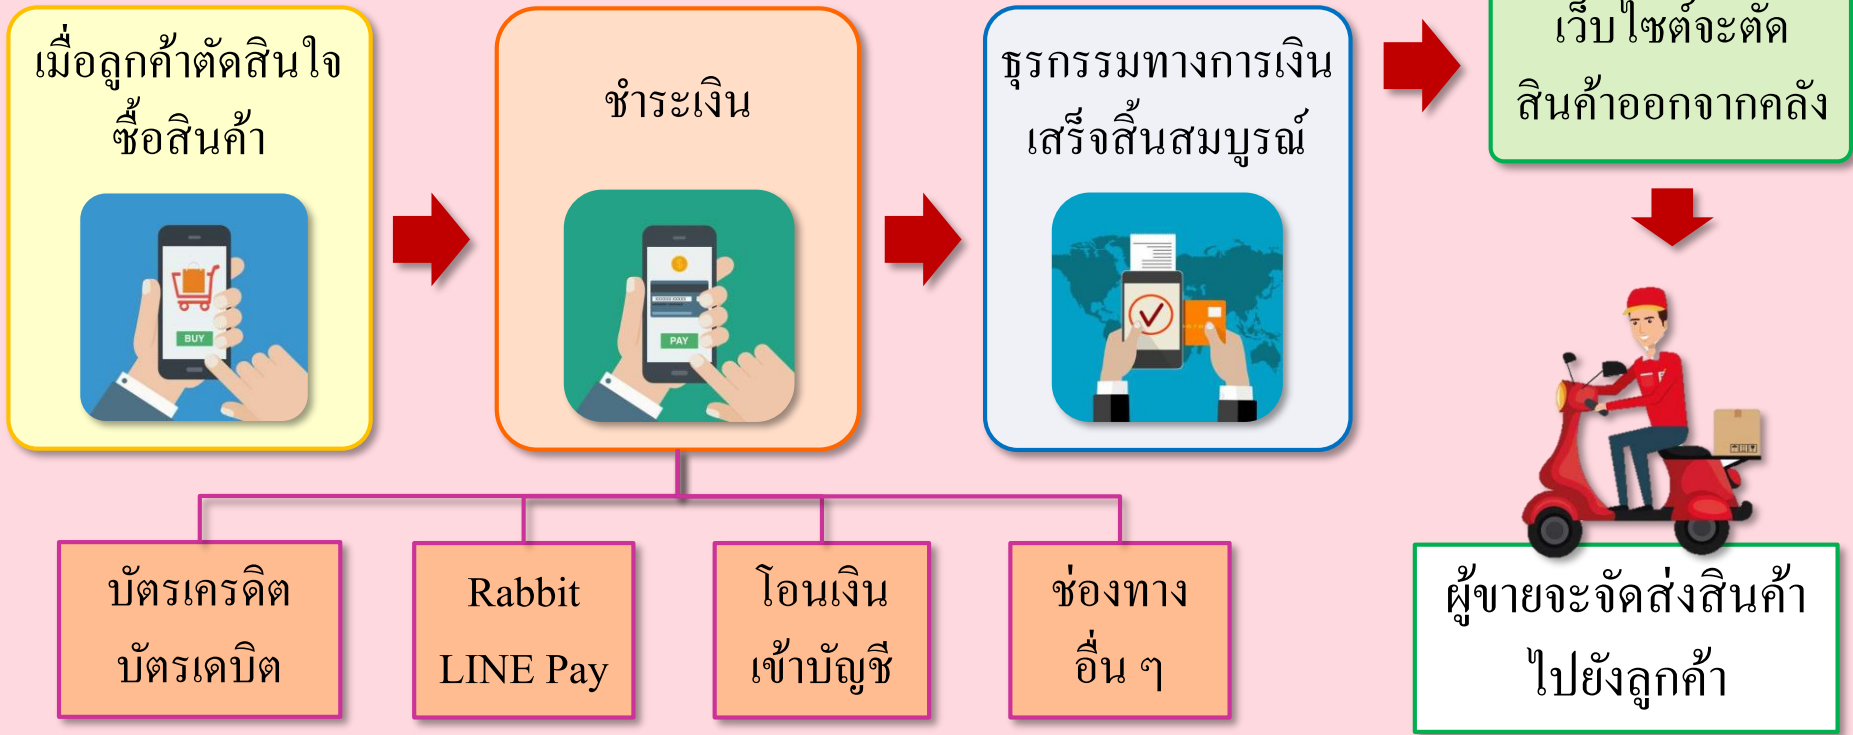 เมื่อลูกค้าตัดสินใจ
ซื้อสินค้า
BUY
ชำระเงิน
PAY
ธุรกรรมทางการเงิน
เสร็จสิ้นสมบูรณ์
เว็บไซต์จะตัด
สินค้าออกจากคลัง
บัตรเครดิต
บัตรเดบิต
Rabbit
LINE Pay
โอนเงิน
เข้าบัญชี
ช่องทาง
อื่น ๆ
ผู้ขายจะจัดส่งสินค้า
ไปยังลูกค้า